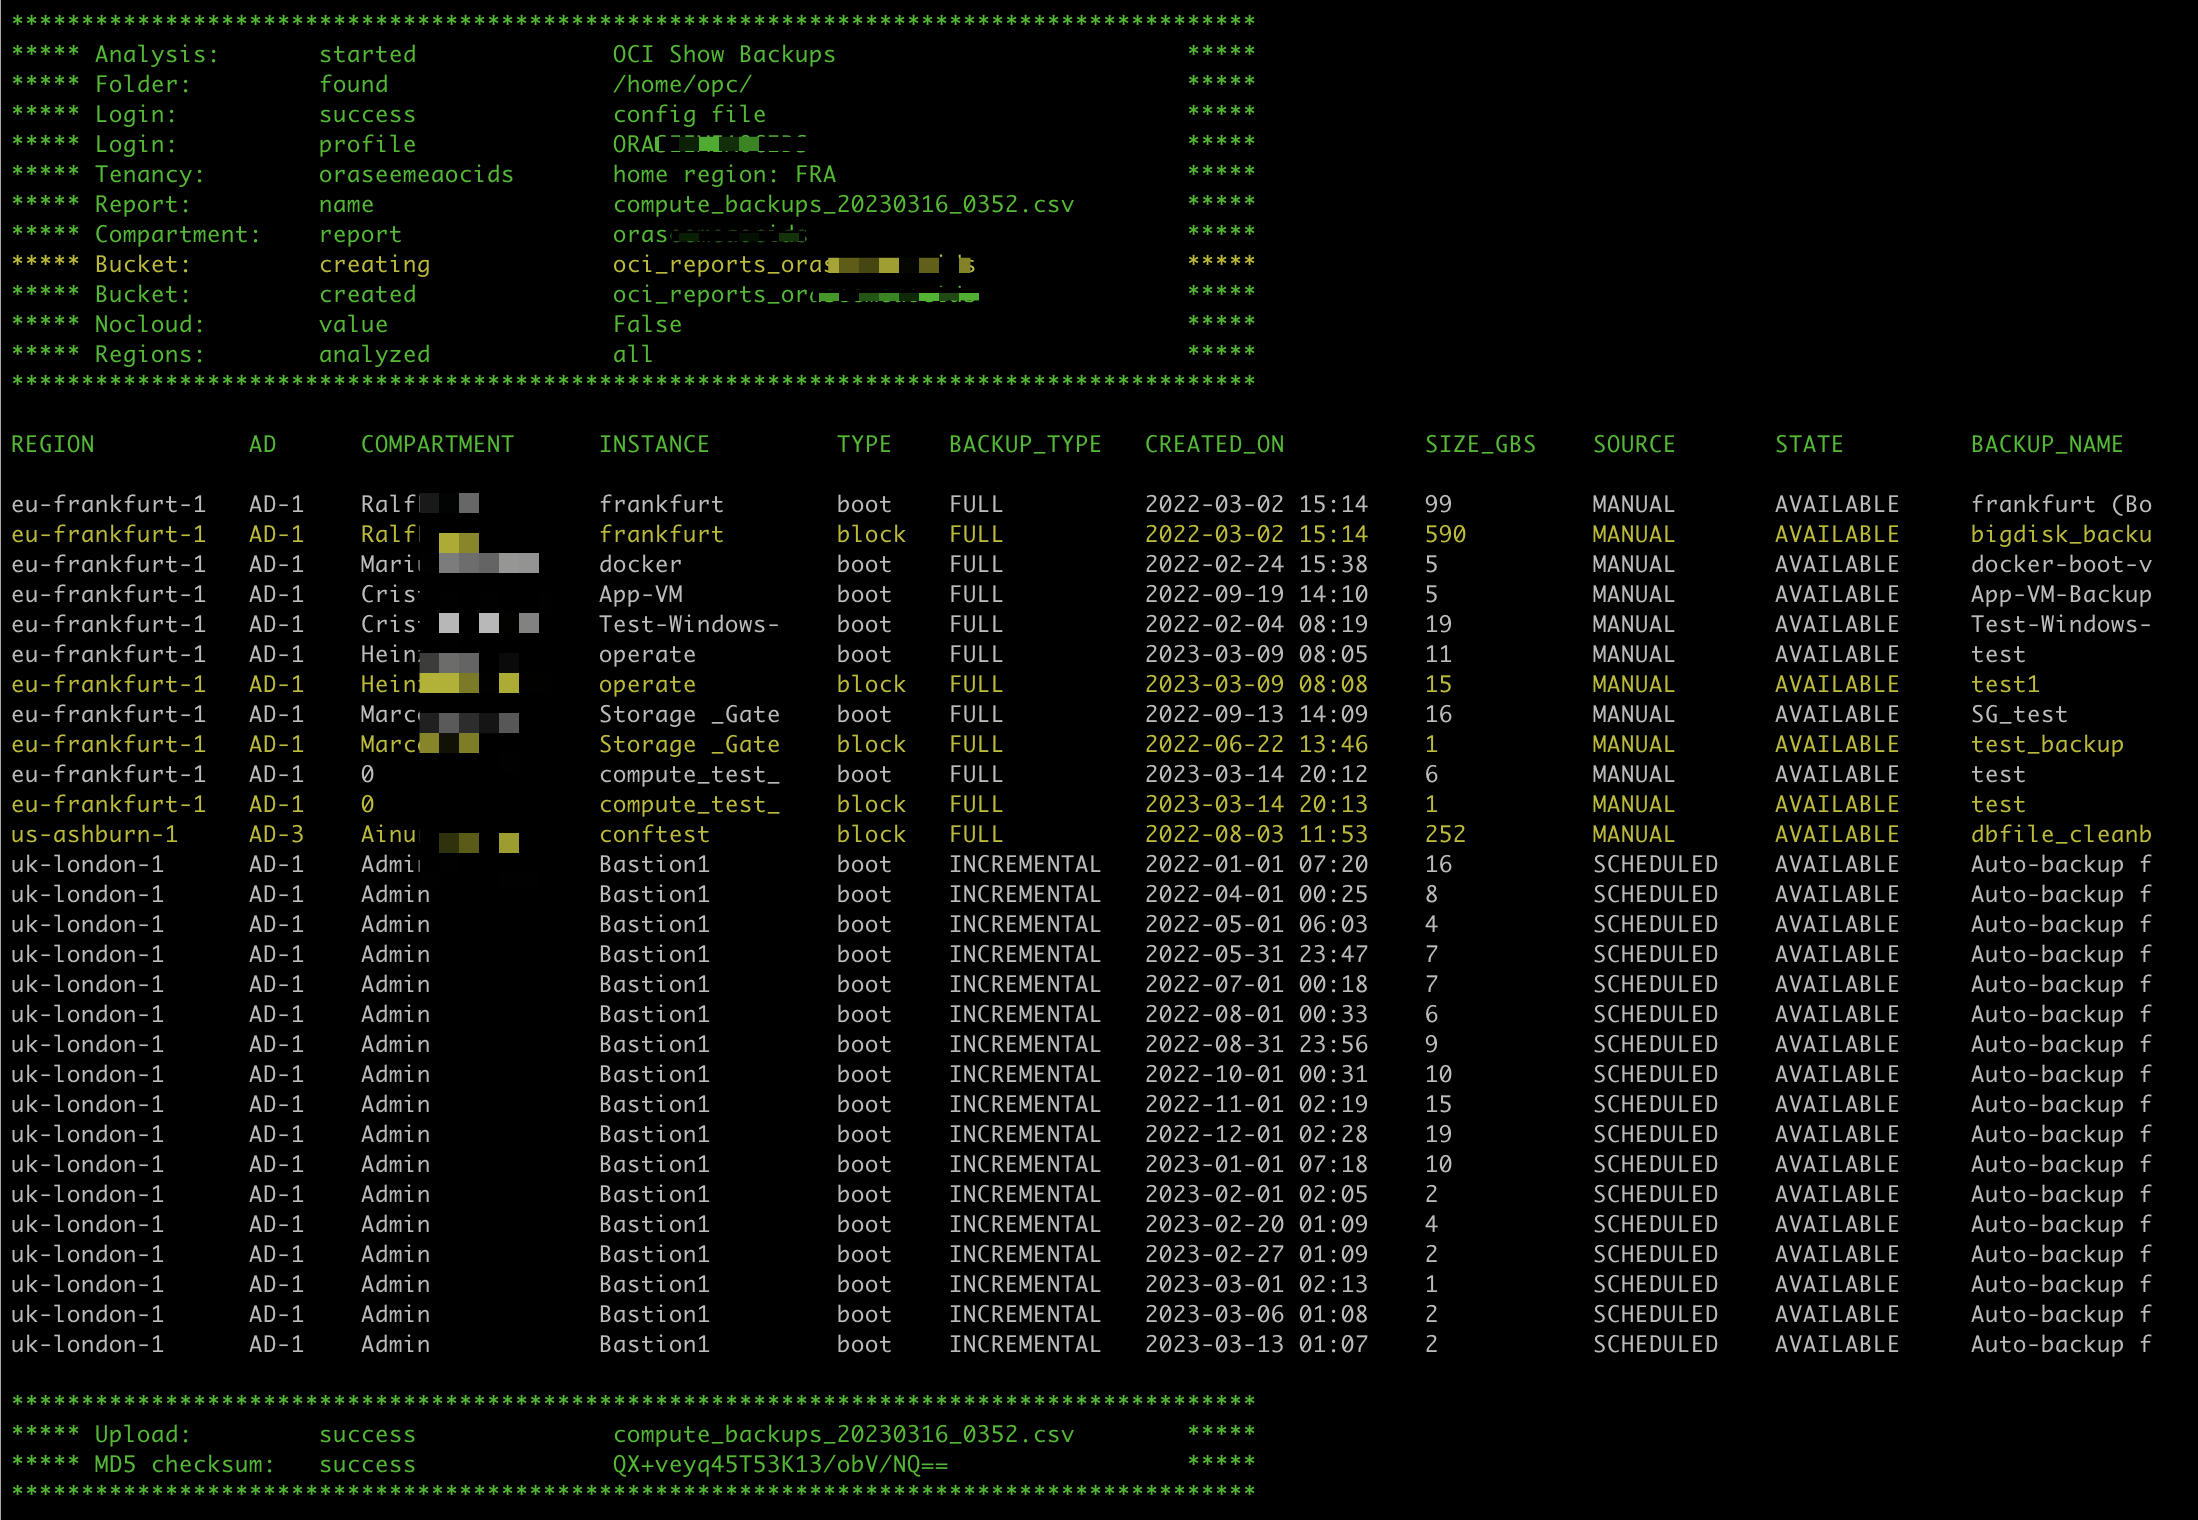 *****************************************************************************************
***** Analysis: started OCI Show Backups *****
***** Folder: found /home/opc/ *****
***** Login: success config file *****
***** Login: profile *****
***** Tenancy: oraseemeaocids home region: FRA *****
***** Report: name compute_backups_20230316_0352.csv *****
***** Compartment: report *****
***** Bucket: creating *****
***** Bucket: created *****
***** Nocloud: value False *****
***** Regions: analyzed all *****
*****************************************************************************************
REGION AD COMPARTMENT INSTANCE TYPE BACKUP_TYPE CREATED_ON SIZE_GBS SOURCE STATE BACKUP_NAME
eu-frankfurt-1 AD-1 Ralf frankfurt boot FULL 2022-03-02 15:14 99 MANUAL AVAILABLE frankfurt (Bo
eu-frankfurt-1 AD-1 Ralf frankfurt block FULL 2022-03-02 15:14 590 MANUAL AVAILABLE bigdisk_backu
eu-frankfurt-1 AD-1 Mari docker boot FULL 2022-02-24 15:38 5 MANUAL AVAILABLE docker-boot-v
eu-frankfurt-1 AD-1 Cris App-VM boot FULL 2022-09-19 14:10 5 MANUAL AVAILABLE App-VM-Backup
eu-frankfurt-1 AD-1 Cris Test-Windows- boot FULL 2022-02-04 08:19 19 MANUAL AVAILABLE Test-Windows-
eu-frankfurt-1 AD-1 Hein operate boot FULL 2023-03-09 08:05 11 MANUAL AVAILABLE test
eu-frankfurt-1 AD-1 Hein operate block FULL 2023-03-09 08:08 15 MANUAL AVAILABLE test1
eu-frankfurt-1 AD-1 Marc Storage _Gate boot FULL 2022-09-13 14:09 16 MANUAL AVAILABLE SG_test
eu-frankfurt-1 AD-1 Marc Storage _Gate block FULL 2022-06-22 13:46 1 MANUAL AVAILABLE test_backup
eu-frankfurt-1 AD-1 0 compute_test_ boot FULL 2023-03-14 20:12 6 MANUAL AVAILABLE test
eu-frankfurt-1 AD-1 0 compute_test_ block FULL 2023-03-14 20:13 1 MANUAL AVAILABLE test
us-ashburn-1 AD-3 Ainu conftest block FULL 2022-08-03 11:53 252 MANUAL AVAILABLE dbfile_cleanb
uk-london-1 AD-1 Admi Bastion1 boot INCREMENTAL 2022-01-01 07:20 16 SCHEDULED AVAILABLE Auto-backup f
uk-london-1 AD-1 Admin Bastion1 boot INCREMENTAL 2022-04-01 00:25 8 SCHEDULED AVAILABLE Auto-backup f
uk-london-1 AD-1 Admin Bastion1 boot INCREMENTAL 2022-05-01 06:03 4 SCHEDULED AVAILABLE Auto-backup f
uk-london-1 AD-1 Admin Bastion1 boot INCREMENTAL 2022-05-31 23:47 7 SCHEDULED AVAILABLE Auto-backup f
uk-london-1 AD-1 Admin Bastion1 boot INCREMENTAL 2022-07-01 00:18 7 SCHEDULED AVAILABLE Auto-backup f
uk-london-1 AD-1 Admin Bastion1 boot INCREMENTAL 2022-08-01 00:33 6 SCHEDULED AVAILABLE Auto-backup f
uk-london-1 AD-1 Admin Bastion1 boot INCREMENTAL 2022-08-31 23:56 9 SCHEDULED AVAILABLE Auto-backup f
uk-london-1 AD-1 Admin Bastion1 boot INCREMENTAL 2022-10-01 00:31 10 SCHEDULED AVAILABLE Auto-backup f
uk-london-1 AD-1 Admin Bastion1 boot INCREMENTAL 2022-11-01 02:19 15 SCHEDULED AVAILABLE Auto-backup f
uk-london-1 AD-1 Admin Bastion1 boot INCREMENTAL 2022-12-01 02:28 19 SCHEDULED AVAILABLE Auto-backup f
uk-london-1 AD-1 Admin Bastion1 boot INCREMENTAL 2023-01-01 07:18 10 SCHEDULED AVAILABLE Auto-backup f
uk-london-1 AD-1 Admin Bastion1 boot INCREMENTAL 2023-02-01 02:05 2 SCHEDULED AVAILABLE Auto-backup f
uk-london-1 AD-1 Admin Bastion1 boot INCREMENTAL 2023-02-20 01:09 4 SCHEDULED AVAILABLE Auto-backup f
uk-london-1 AD-1 Admin Bastion1 boot INCREMENTAL 2023-02-27 01:09 2 SCHEDULED AVAILABLE Auto-backup f
uk-london-1 AD-1 Admin Bastion1 boot INCREMENTAL 2023-03-01 02:13 1 SCHEDULED AVAILABLE Auto-backup f
uk-london-1 AD-1 Admin Bastion1 boot INCREMENTAL 2023-03-06 01:08 2 SCHEDULED AVAILABLE Auto-backup f
uk-london-1 AD-1 Admin Bastion1 boot INCREMENTAL 2023-03-13 01:07 2 SCHEDULED AVAILABLE Auto-backup f
*****************************************************************************************
***** Upload: success compute_backups_20230316_0352.csv *****
***** MD5 checksum: success QX+veyq45T53K13/obV/NQ== *****
*****************************************************************************************